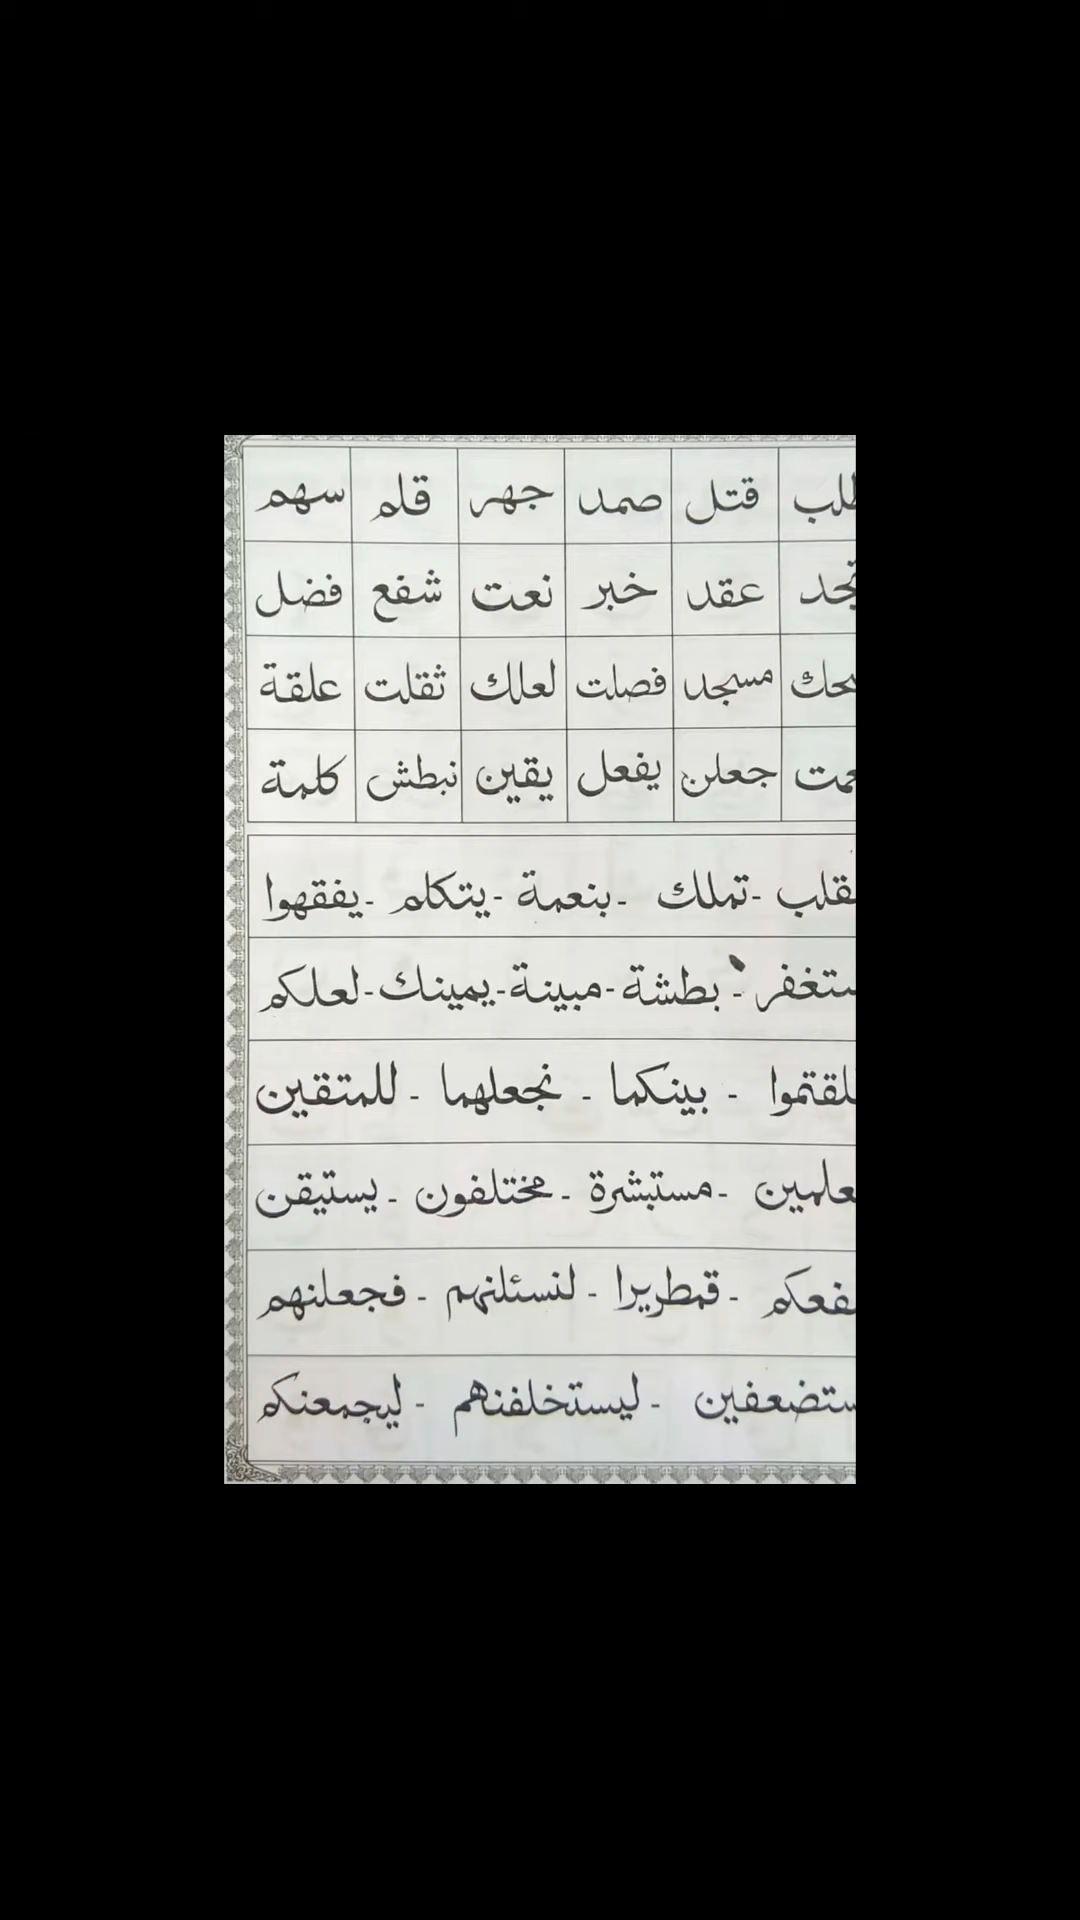 قتل صمد جهر قلم سهم
عقد خبر نعت شفع فضل
مسجد فصلت لعلك ثقلت علقة
جعلن يفعل يقين نبطش كلمة
- تملك - بنعمة - يتكلم - يفقهوا
- بطشة - مبينة - يمينك - لعلكم
- بينكما - نجعلهما - للمتقين
- مستبشرة - مختلفون - يستيقن
- قمطريرا - لنسئلنهم - فجعلنهم
- ليستخلفنهم - ليجمعنكم